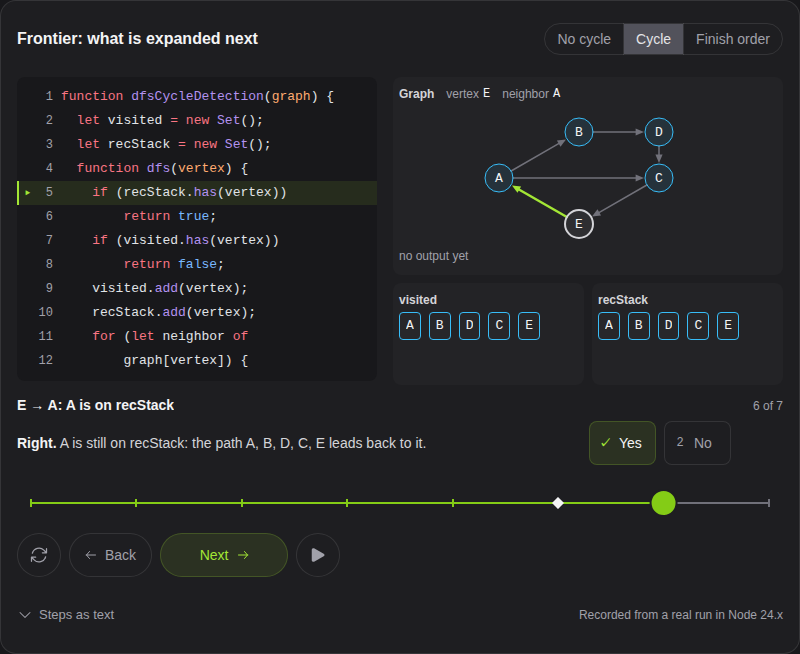 Frontier: what is expanded next
No cycle Cycle Finish order
1 function dfsCycleDetection(graph) {
2 let visited = new Set();
3 let recStack = new Set();
4 function dfs(vertex) {
▸ 5 if (recStack.has(vertex))
6 return true;
7 if (visited.has(vertex))
8 return false;
9 visited.add(vertex);
10 recStack.add(vertex);
11 for (let neighbor of
12 graph[vertex]) {
Graph vertex E neighbor A
B D
A C
E
no output yet
visited
A B D C E
recStack
A B D C E
E → A: A is on recStack
6 of 7
Right. A is still on recStack: the path A, B, D, C, E leads back to it.
✓ Yes 2 No
← Back Next →
Steps as text
Recorded from a real run in Node 24.x